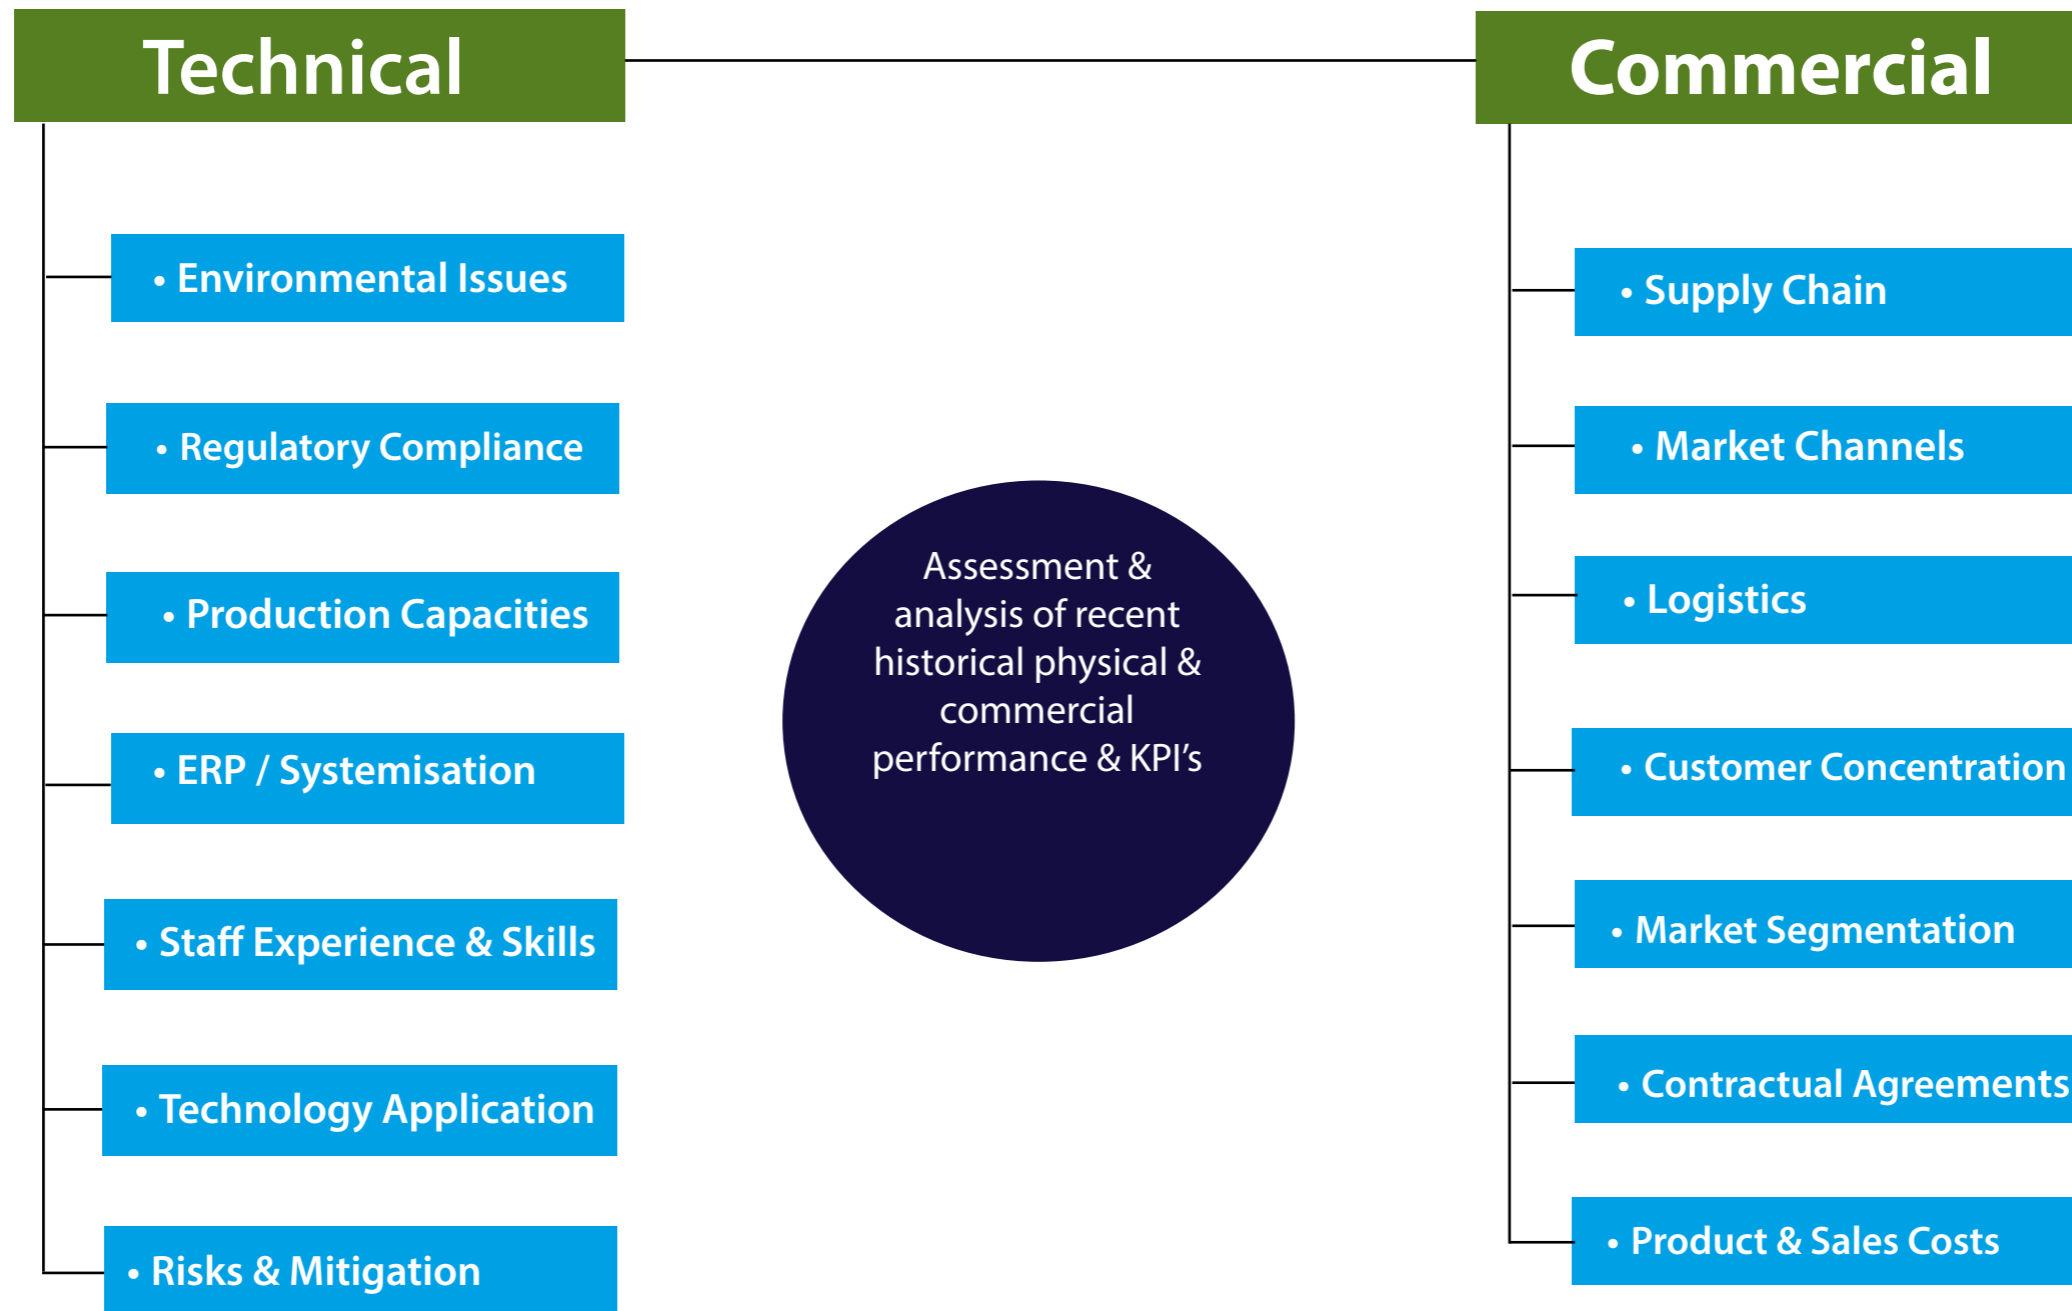 Technical
Commercial
• Environmental Issues
• Regulatory Compliance
• Production Capacities
• ERP / Systemisation
• Staff Experience & Skills
• Technology Application
• Risks & Mitigation
Assessment &
analysis of recent
historical physical &
commercial
performance & KPI’s
• Supply Chain
• Market Channels
• Logistics
• Customer Concentration
• Market Segmentation
• Contractual Agreements
• Product & Sales Costs